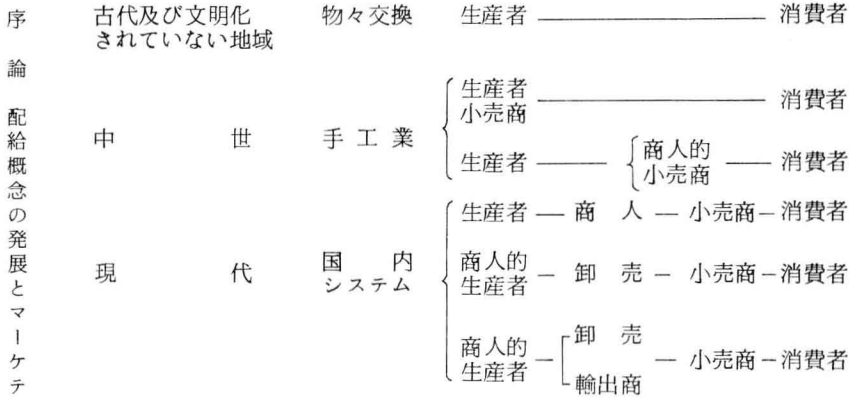 序論 配給概念の発展とマーケテ
古代及び文明化 物々交換 生産者 ―――― 消費者
されていない地域
生産者 ―――― 消費者
小売商
中世 手工業
生産者 ―― 商人的 ― 消費者
小売商
生産者 ― 商人 ― 小売商 ― 消費者
現代 国内 商人的 ― 卸売 ― 小売商 ― 消費者
システム 生産者
卸売
商人的 ― 小売商 ― 消費者
生産者
輸出商